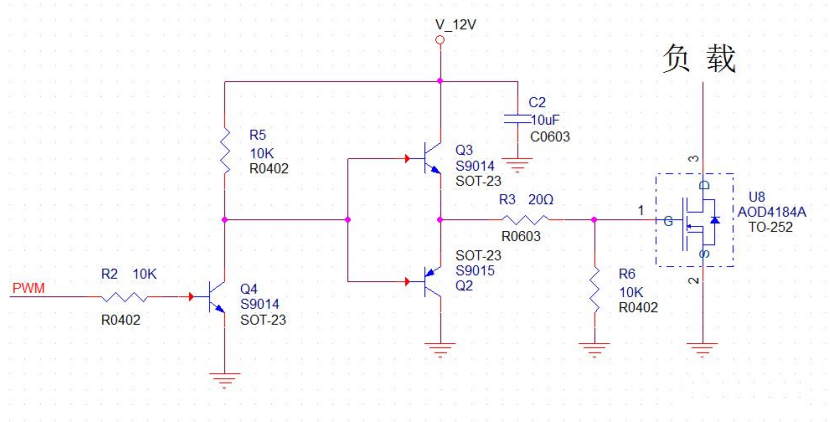 V_12V
负 载
C2
10uF
C0603
R5
10K
R0402
Q3
S9014
SOT-23
3
D
U8
AOD4184A
TO-252
R3 20Ω
R0603
1
G
S
2
SOT-23
S9015
Q2
R6
10K
R0402
R2 10K
PWM
R0402
Q4
S9014
SOT-23